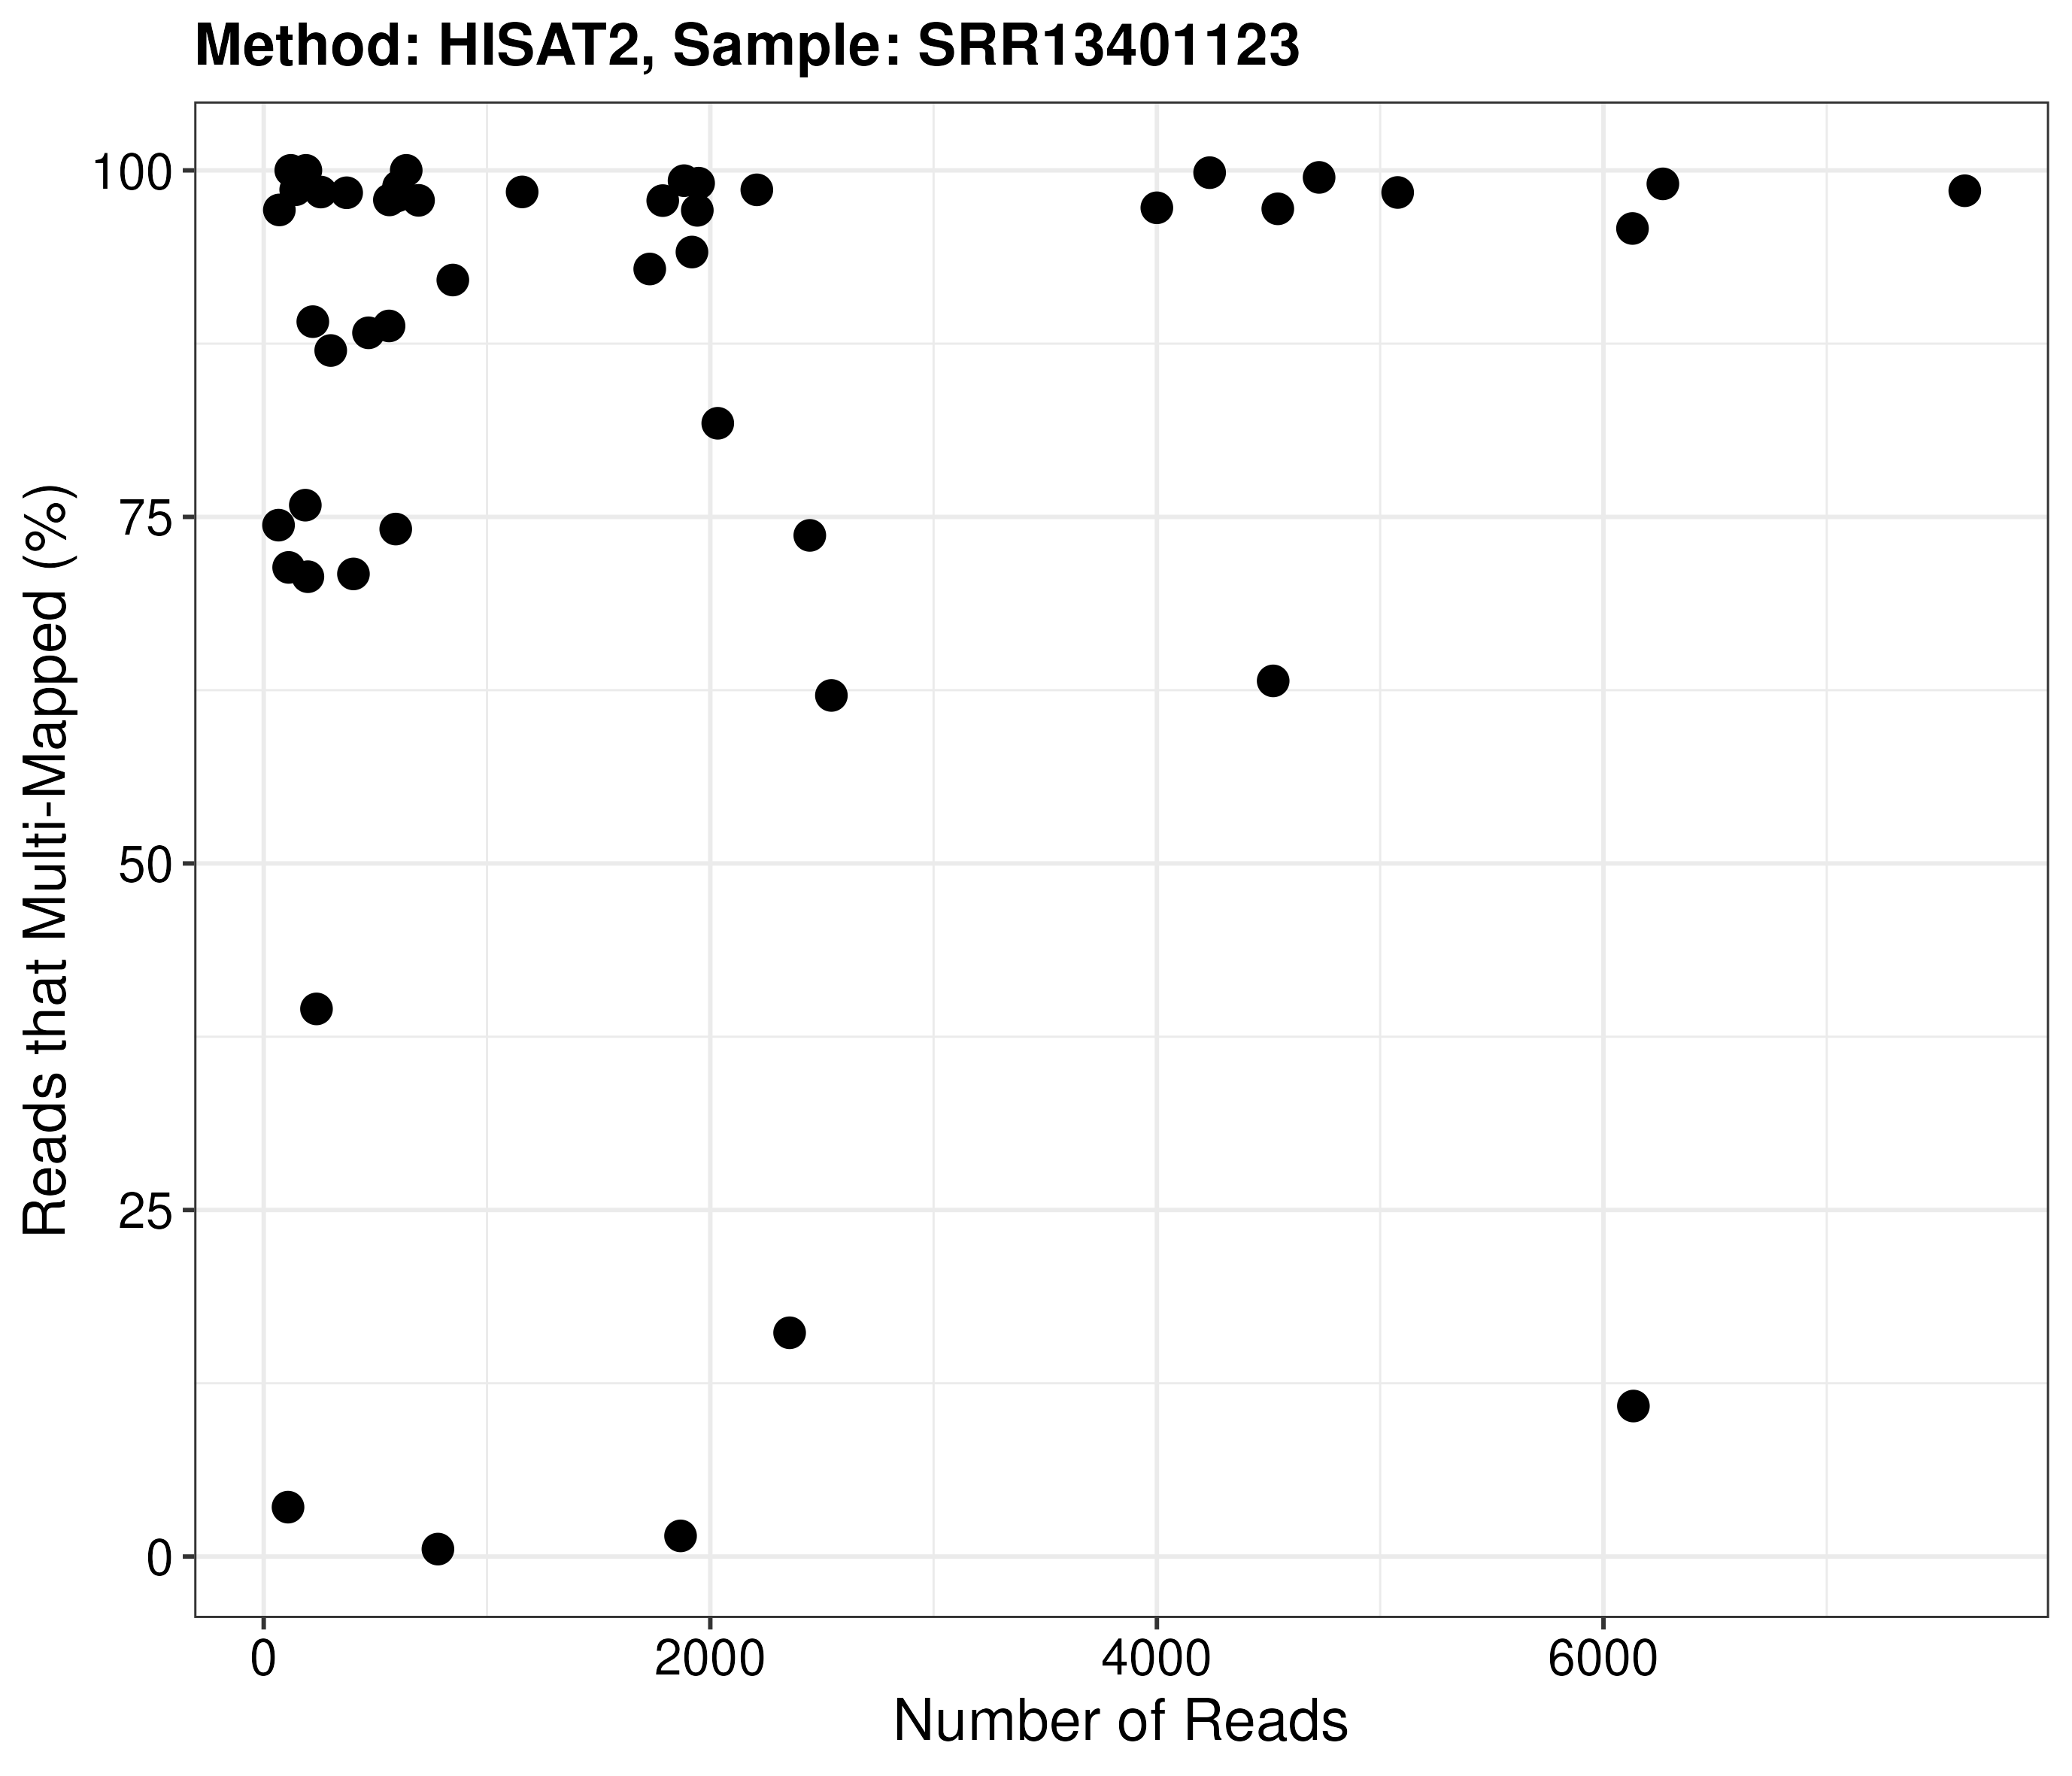 Method: HISAT2, Sample: SRR13401123
Reads that Multi-Mapped (%)
100
75
50
25
0
0 2000 4000 6000
Number of Reads